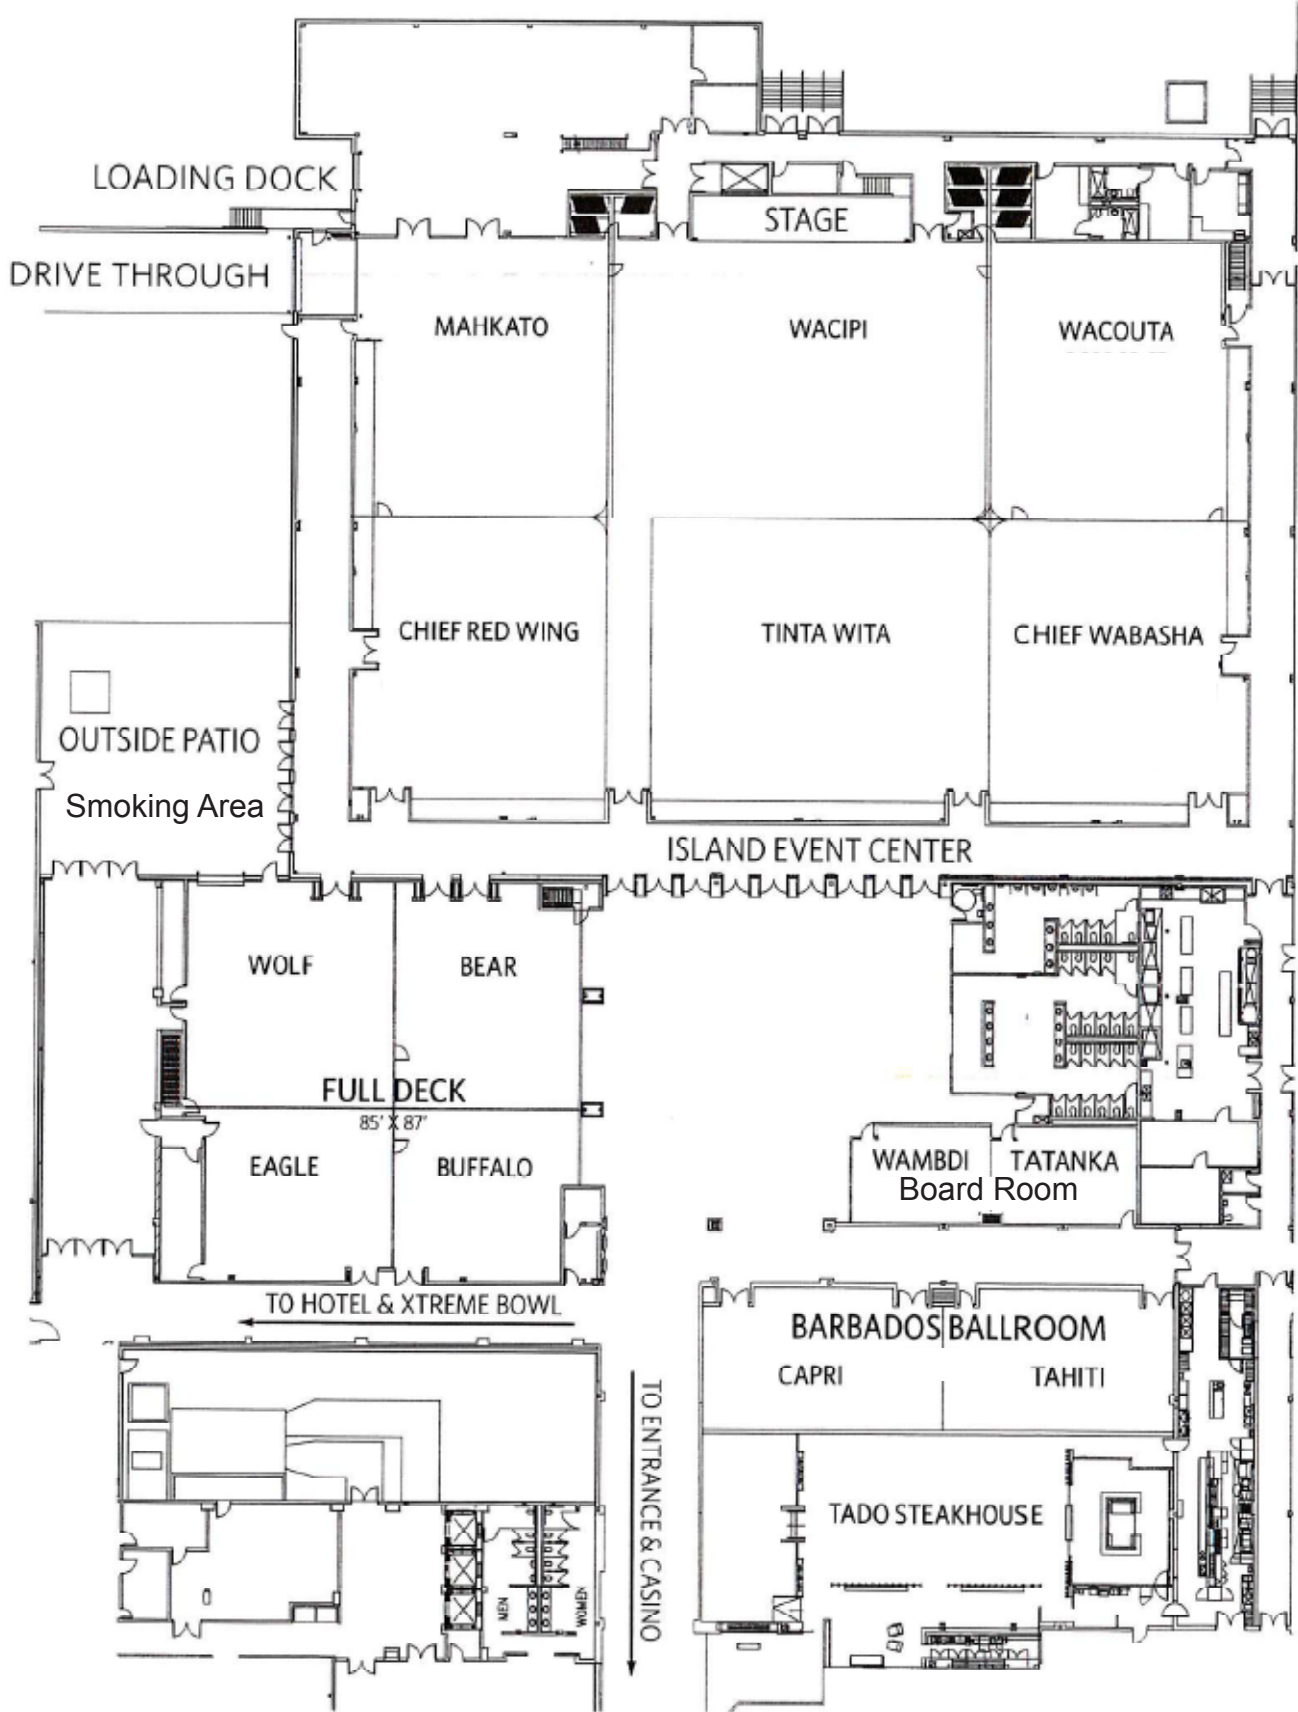 LOADING DOCK
STAGE
DRIVE THROUGH
MAHKATO
WACIPI
WACOUTA
CHIEF RED WING
TINTA WITA
CHIEF WABASHA
OUTSIDE PATIO
Smoking Area
ISLAND EVENT CENTER
WOLF
BEAR
FULL DECK
85' X 87'
EAGLE
BUFFALO
WAMBDI
TATANKA
Board Room
TO HOTEL & XTREME BOWL
BARBADOS BALLROOM
CAPRI
TAHITI
TO ENTRANCE & CASINO
TADO STEAKHOUSE
MEN
WOMEN